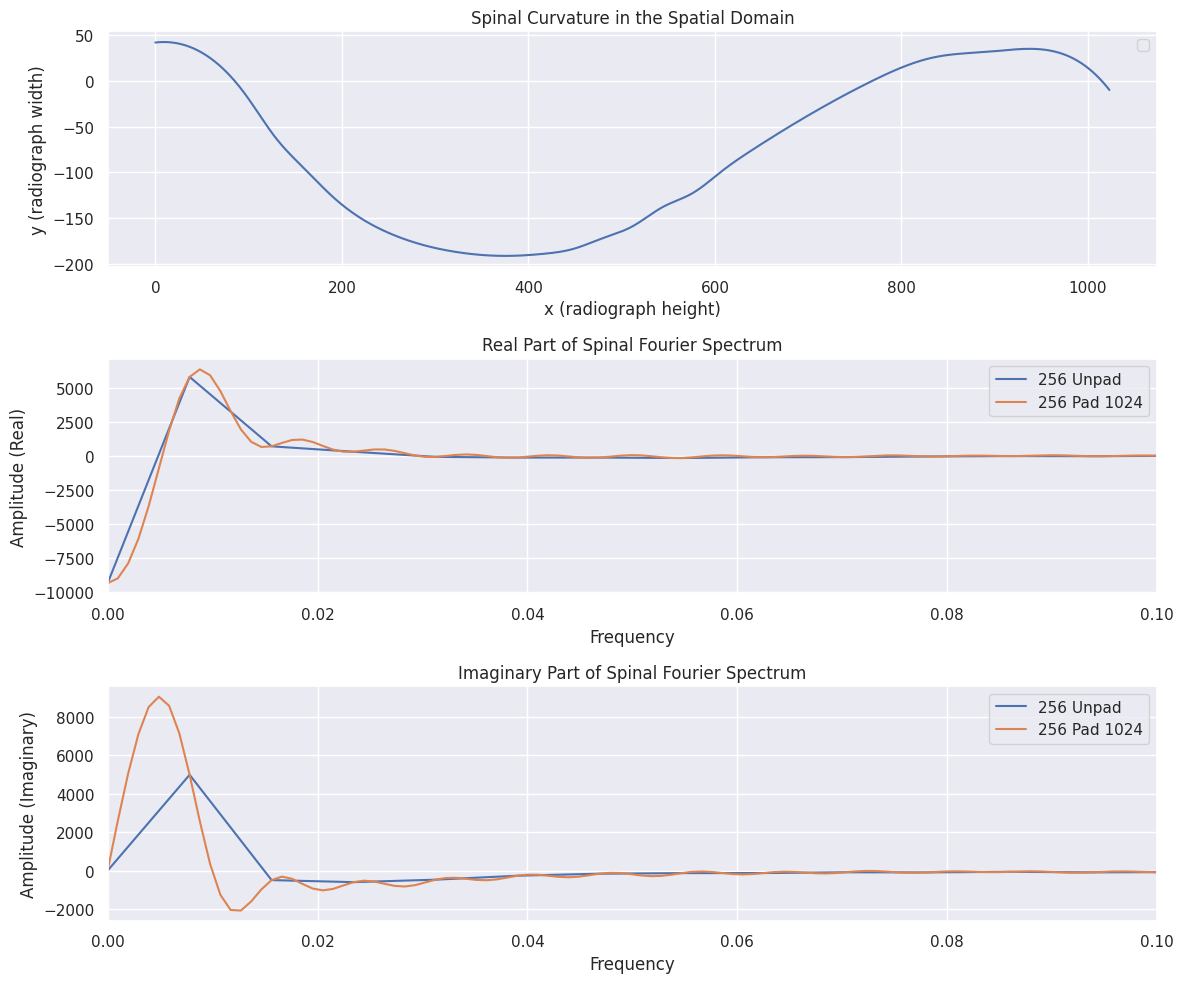 Spinal Curvature in the Spatial Domain
y (radiograph width)
50
0
−50
−100
−150
−200
0 200 400 600 800 1000
x (radiograph height)
Real Part of Spinal Fourier Spectrum
Amplitude (Real)
5000
2500
0
−2500
−5000
−7500
−10000
256 Unpad
256 Pad 1024
0.00 0.02 0.04 0.06 0.08 0.10
Frequency
Imaginary Part of Spinal Fourier Spectrum
Amplitude (Imaginary)
8000
6000
4000
2000
0
−2000
256 Unpad
256 Pad 1024
0.00 0.02 0.04 0.06 0.08 0.10
Frequency